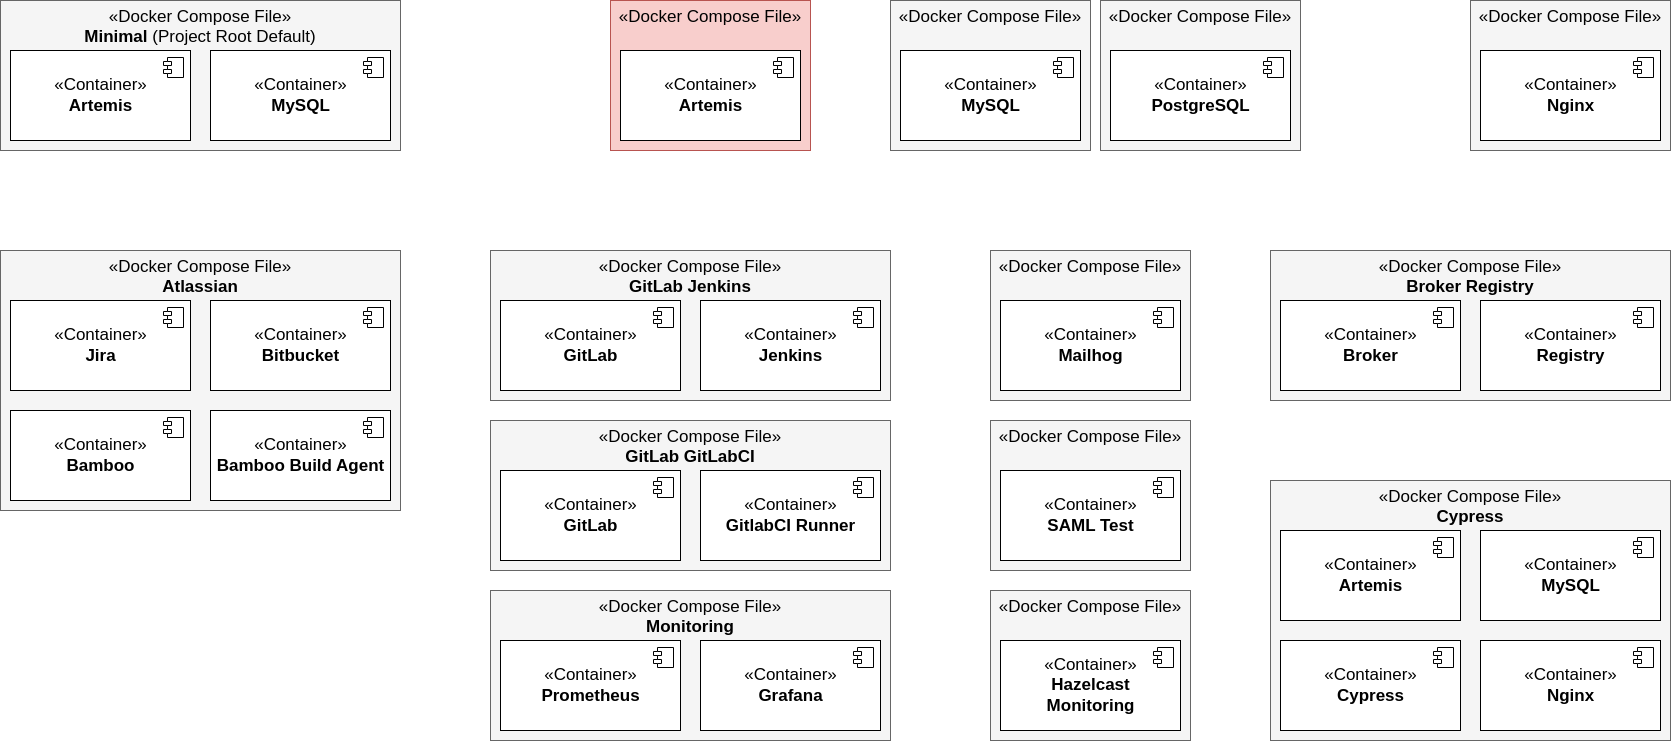 «Docker Compose File»
Minimal (Project Root Default)
«Container»
Artemis
«Container»
MySQL
«Docker Compose File»
«Container»
Artemis
«Docker Compose File»
«Container»
MySQL
«Docker Compose File»
«Container»
PostgreSQL
«Docker Compose File»
«Container»
Nginx
«Docker Compose File»
Atlassian
«Container»
Jira
«Container»
Bitbucket
«Container»
Bamboo
«Container»
Bamboo Build Agent
«Docker Compose File»
GitLab Jenkins
«Container»
GitLab
«Container»
Jenkins
«Docker Compose File»
GitLab GitLabCI
«Container»
GitLab
«Container»
GitlabCI Runner
«Docker Compose File»
Monitoring
«Container»
Prometheus
«Container»
Grafana
«Docker Compose File»
«Container»
Mailhog
«Docker Compose File»
«Container»
SAML Test
«Docker Compose File»
«Container»
Hazelcast
Monitoring
«Docker Compose File»
Broker Registry
«Container»
Broker
«Container»
Registry
«Docker Compose File»
Cypress
«Container»
Artemis
«Container»
MySQL
«Container»
Cypress
«Container»
Nginx